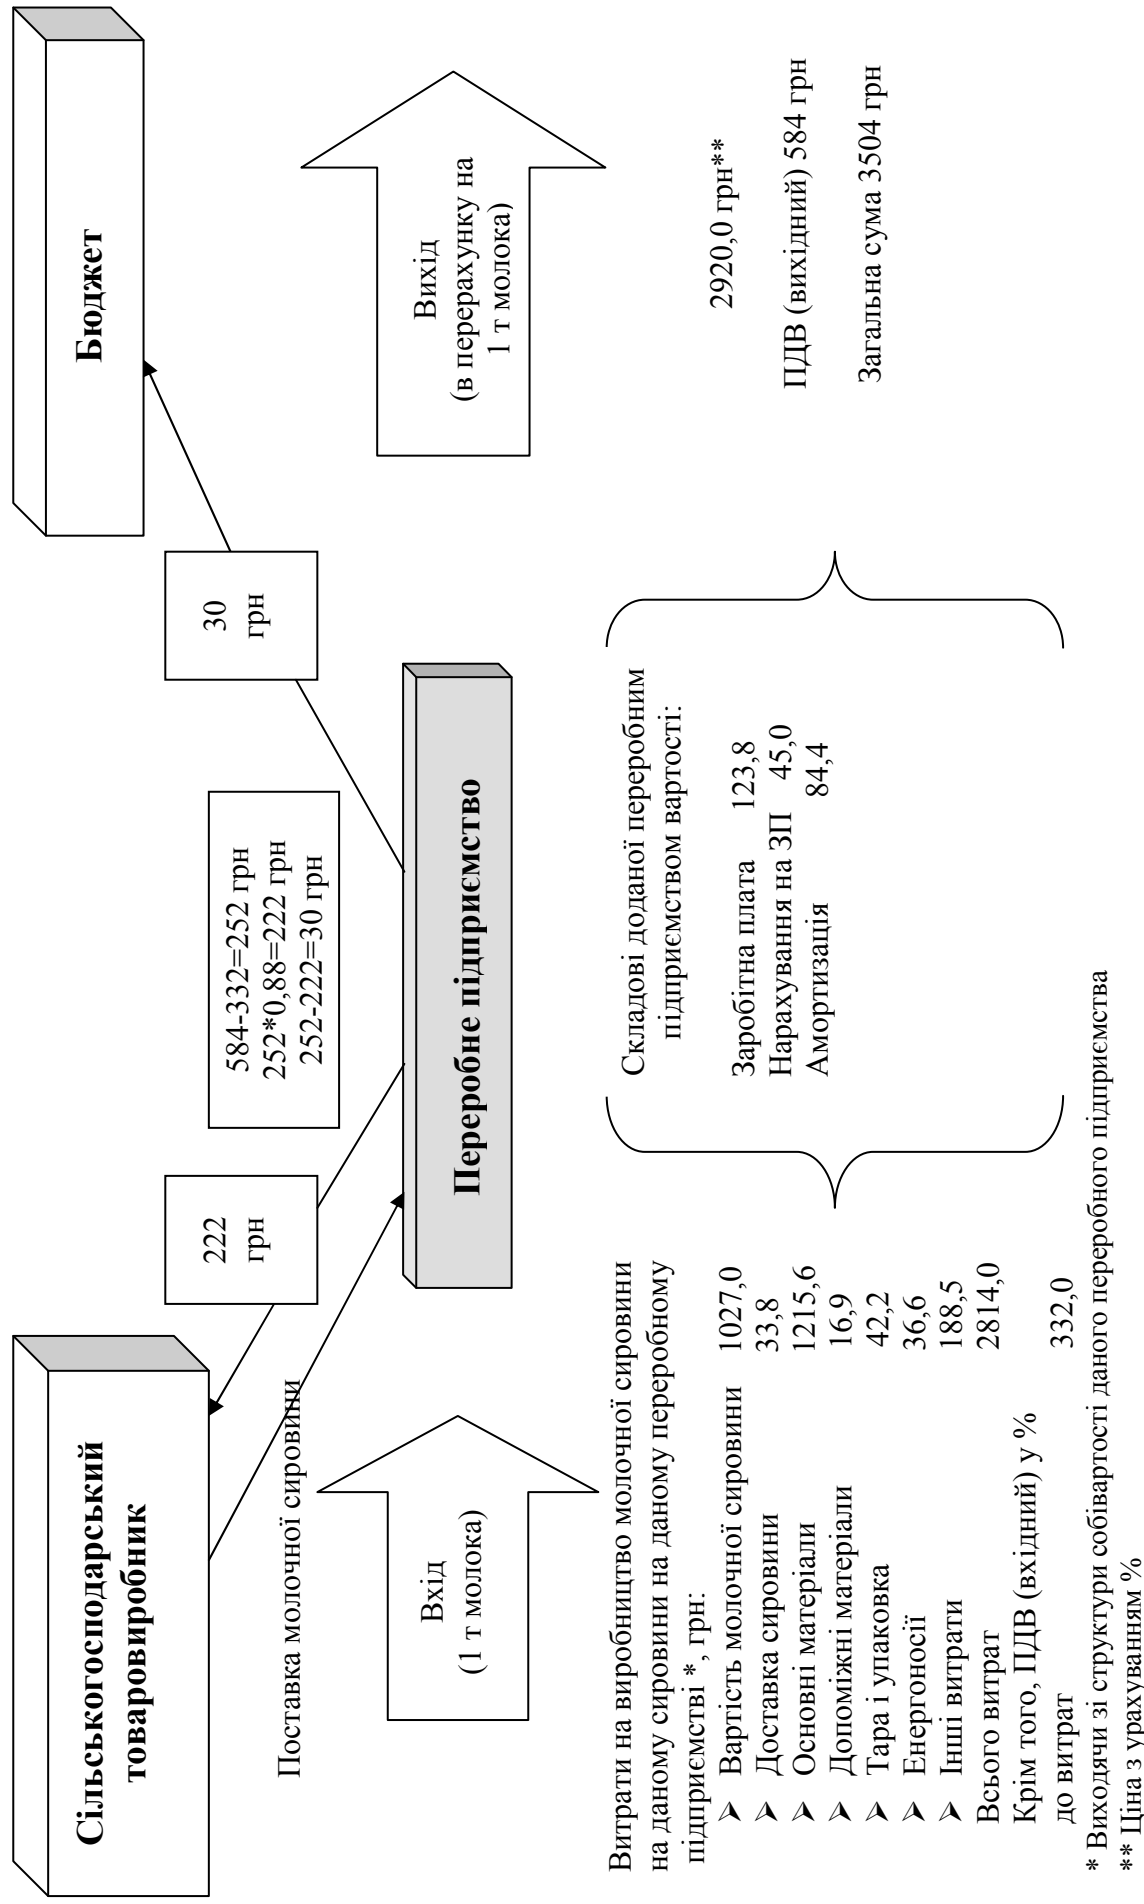 Сільськогосподарський
товаровиробник
Бюджет
222
грн
584-332=252 грн
252*0,88=222 грн
252-222=30 грн
30
грн
Поставка молочної сировини
Переробне підприємство
Вхід
(1 т молока)
Вихід
(в перерахунку на
1 т молока)
Витрати на виробництво молочної сировини
на даному сировини на даному переробному
підприємстві *, грн:
➢ Вартість молочної сировини 1027,0
➢ Доставка сировини 33,8
➢ Основні матеріали 1215,6
➢ Допоміжні матеріали 16,9
➢ Тара і упаковка 42,2
➢ Енергоносії 36,6
➢ Інші витрати 188,5
Всього витрат 2814,0
Крім того, ПДВ (вхідний) у %
до витрат 332,0
Складові доданої переробним
підприємством вартості:
Заробітна плата 123,8
Нарахування на ЗП 45,0
Амортизація 84,4
2920,0 грн**
ПДВ (вихідний) 584 грн
Загальна сума 3504 грн
* Виходячи зі структури собівартості даного переробного підприємства
** Ціна з урахуванням %